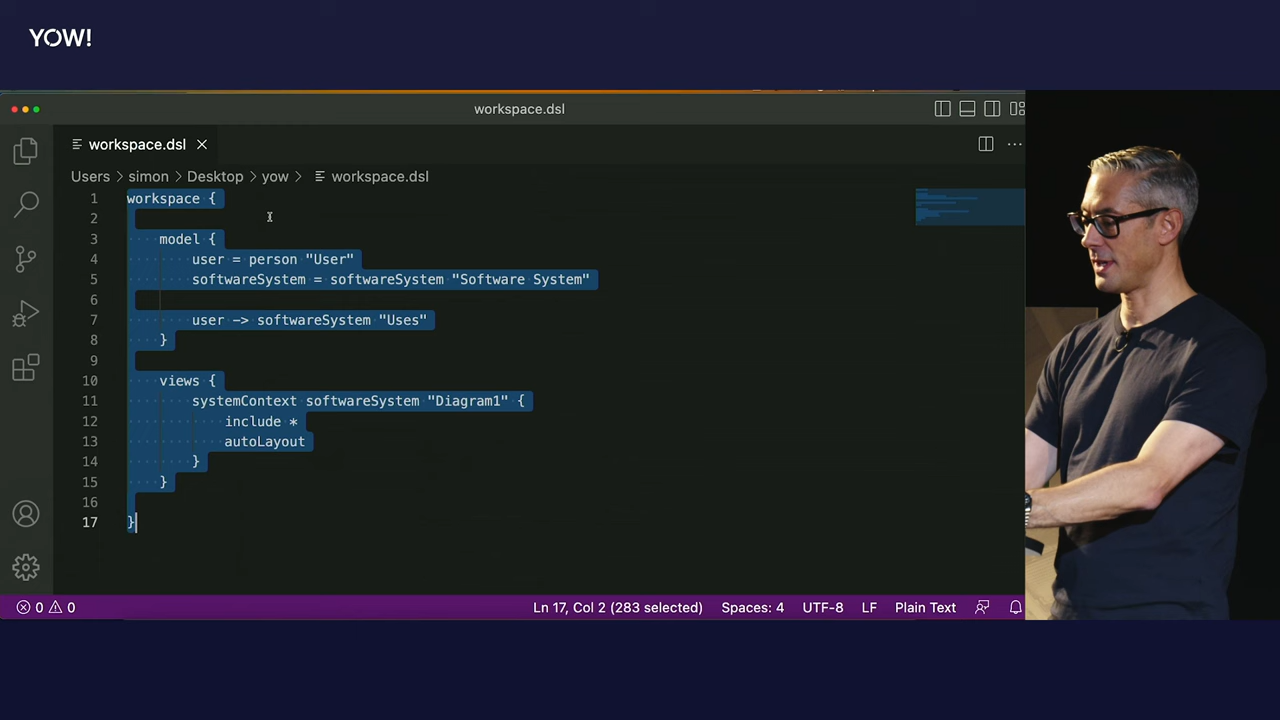 YOW!
workspace.dsl
workspace.dsl
Users > simon > Desktop > yow > workspace.dsl
1 workspace {
2
3 model {
4 user = person "User"
5 softwareSystem = softwareSystem "Software System"
6
7 user -> softwareSystem "Uses"
8 }
9
10 views {
11 systemContext softwareSystem "Diagram1" {
12 include *
13 autoLayout
14 }
15 }
16
17 }
0 0 Ln 17, Col 2 (283 selected) Spaces: 4 UTF-8 LF Plain Text